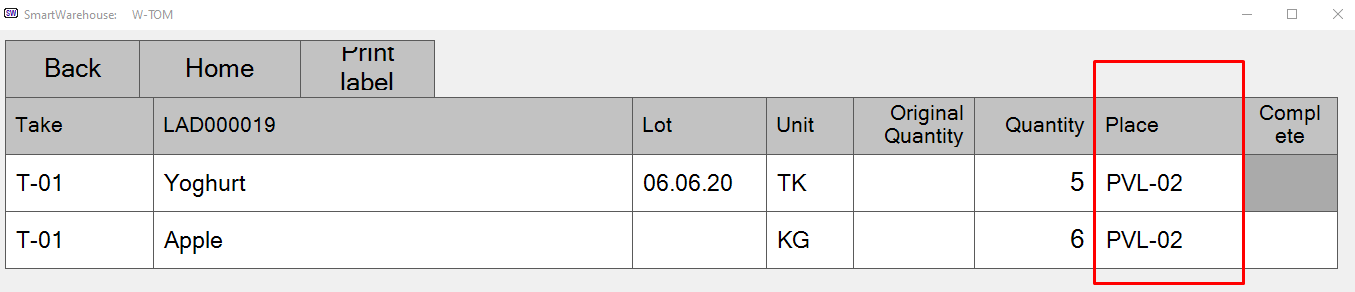 SW SmartWarehouse: W-TOM
Back Home Print
label
Take LAD000019 Lot Unit Original
Quantity Quantity Place Compl
ete
T-01 Yoghurt 06.06.20 TK 5 PVL-02
T-01 Apple KG 6 PVL-02